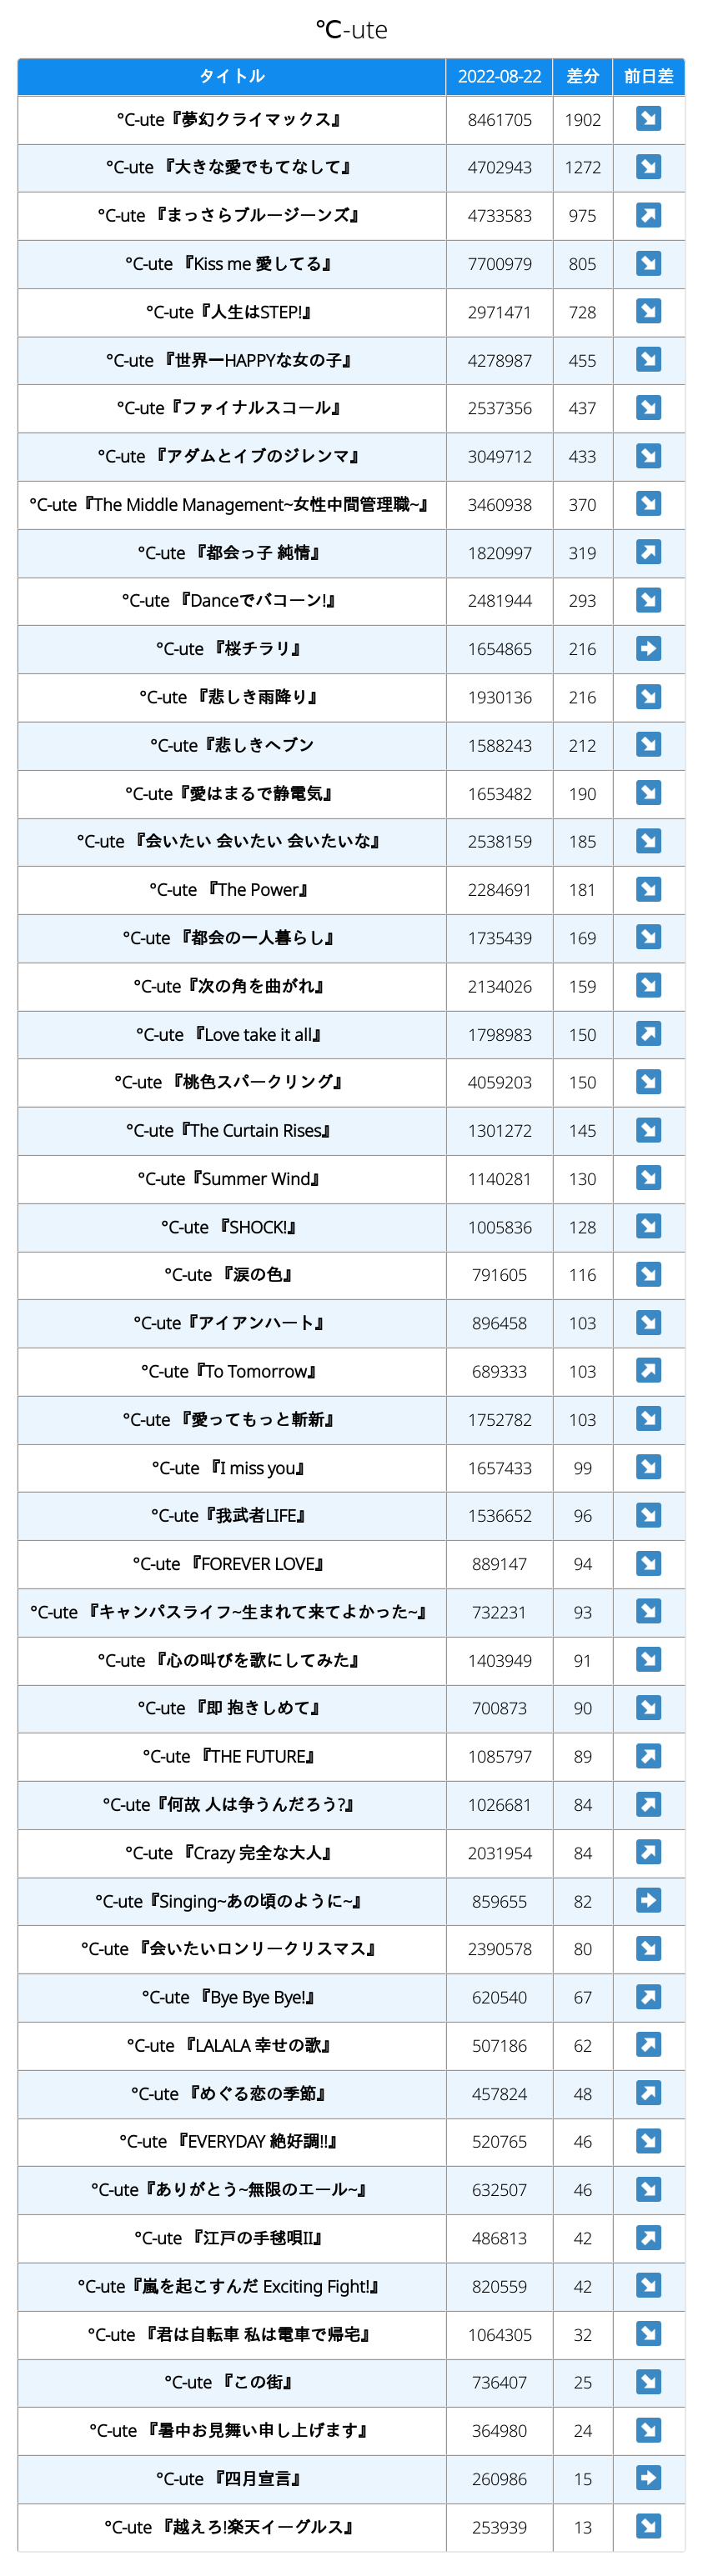 ℃-ute
タイトル 2022-08-22 差分 前日差
°C-ute『夢幻クライマックス』 8461705 1902 ↘
°C-ute 『大きな愛でもてなして』 4702943 1272 ↘
°C-ute 『まっさらブルージーンズ』 4733583 975 ↗
°C-ute 『Kiss me 愛してる』 7700979 805 ↘
°C-ute『人生はSTEP!』 2971471 728 ↘
°C-ute 『世界一HAPPYな女の子』 4278987 455 ↘
°C-ute『ファイナルスコール』 2537356 437 ↘
°C-ute 『アダムとイブのジレンマ』 3049712 433 ↘
°C-ute『The Middle Management~女性中間管理職~』 3460938 370 ↘
°C-ute 『都会っ子 純情』 1820997 319 ↗
°C-ute 『Danceでバコーン!』 2481944 293 ↘
°C-ute 『桜チラリ』 1654865 216 ➡
°C-ute 『悲しき雨降り』 1930136 216 ↘
°C-ute『悲しきヘブン 1588243 212 ↘
°C-ute『愛はまるで静電気』 1653482 190 ↘
°C-ute 『会いたい 会いたい 会いたいな』 2538159 185 ↘
°C-ute 『The Power』 2284691 181 ↘
°C-ute 『都会の一人暮らし』 1735439 169 ↘
°C-ute『次の角を曲がれ』 2134026 159 ↘
°C-ute 『Love take it all』 1798983 150 ↗
°C-ute 『桃色スパークリング』 4059203 150 ↘
°C-ute『The Curtain Rises』 1301272 145 ↘
°C-ute『Summer Wind』 1140281 130 ↘
°C-ute 『SHOCK!』 1005836 128 ↘
°C-ute 『涙の色』 791605 116 ↘
°C-ute『アイアンハート』 896458 103 ↘
°C-ute『To Tomorrow』 689333 103 ↗
°C-ute 『愛ってもっと斬新』 1752782 103 ↘
°C-ute 『I miss you』 1657433 99 ↘
°C-ute『我武者LIFE』 1536652 96 ↘
°C-ute 『FOREVER LOVE』 889147 94 ↘
°C-ute 『キャンパスライフ~生まれて来てよかった~』 732231 93 ↘
°C-ute 『心の叫びを歌にしてみた』 1403949 91 ↘
°C-ute 『即 抱きしめて』 700873 90 ↘
°C-ute 『THE FUTURE』 1085797 89 ↗
°C-ute『何故 人は争うんだろう?』 1026681 84 ↗
°C-ute 『Crazy 完全な大人』 2031954 84 ↗
°C-ute『Singing~あの頃のように~』 859655 82 ➡
°C-ute 『会いたいロンリークリスマス』 2390578 80 ↘
°C-ute 『Bye Bye Bye!』 620540 67 ↗
°C-ute 『LALALA 幸せの歌』 507186 62 ↗
°C-ute 『めぐる恋の季節』 457824 48 ↗
°C-ute 『EVERYDAY 絶好調!!』 520765 46 ↘
°C-ute『ありがとう~無限のエール~』 632507 46 ↘
°C-ute 『江戸の手毬唄II』 486813 42 ↗
°C-ute『嵐を起こすんだ Exciting Fight!』 820559 42 ↘
°C-ute 『君は自転車 私は電車で帰宅』 1064305 32 ↘
°C-ute 『この街』 736407 25 ↘
°C-ute 『暑中お見舞い申し上げます』 364980 24 ↘
°C-ute 『四月宣言』 260986 15 ➡
°C-ute 『越えろ!楽天イーグルス』 253939 13 ↘